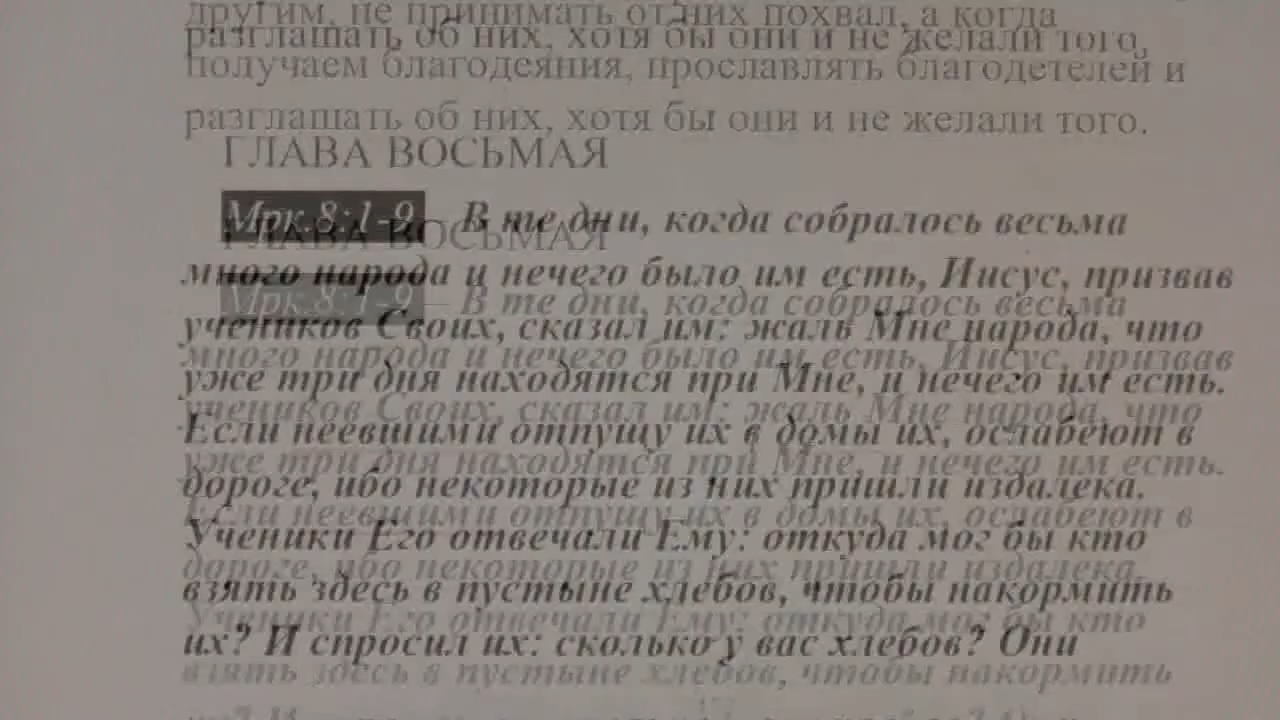 другим, не принимать от них похвал, а когда
получаем благодеяния, прославлять благодетелей и
разглашать об них, хотя бы они и не желали того.
ГЛАВА ВОСЬМАЯ
Мрк.8:1-9 В те дни, когда собралось весьма
много народа и нечего было им есть, Иисус, призвав
учеников Своих, сказал им: жаль Мне народа, что
уже три дня находятся при Мне, и нечего им есть.
Если неевшими отпущу их в домы их, ослабеют в
дороге, ибо некоторые из них пришли издалека.
Ученики Его отвечали Ему: откуда мог бы кто
взять здесь в пустыне хлебов, чтобы накормить
их? И спросил их: сколько у вас хлебов? Они